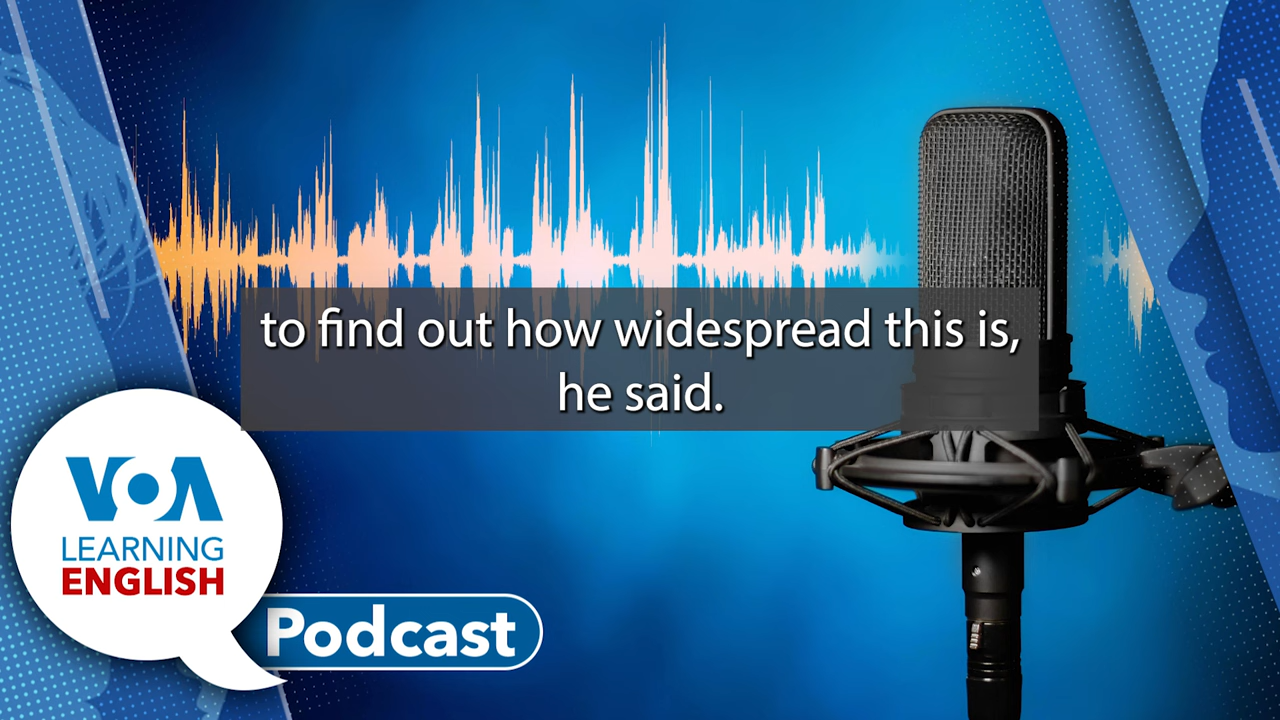 to find out how widespread this is,
he said.
VOA
LEARNING
ENGLISH
Podcast